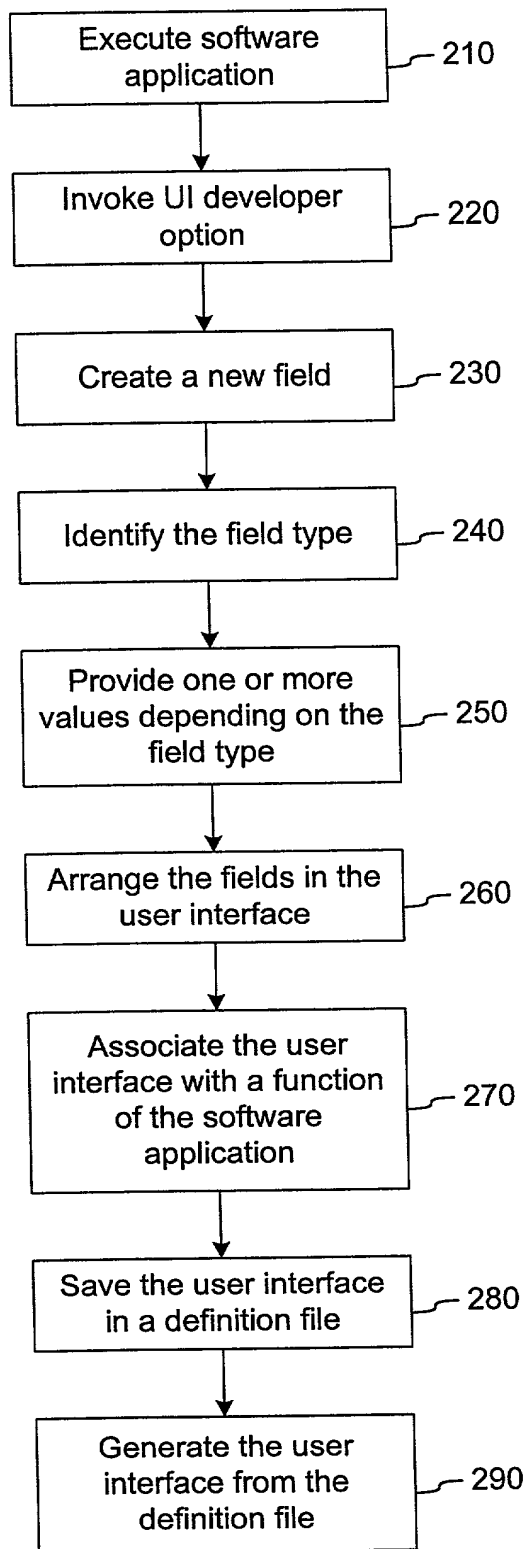 Execute software
application
210
Invoke UI developer
option
220
Create a new field
230
Identify the field type
240
Provide one or more
values depending on the
field type
250
Arrange the fields in the
user interface
260
Associate the user
interface with a function
of the software
application
270
Save the user interface
in a definition file
280
Generate the user
interface from the
definition file
290